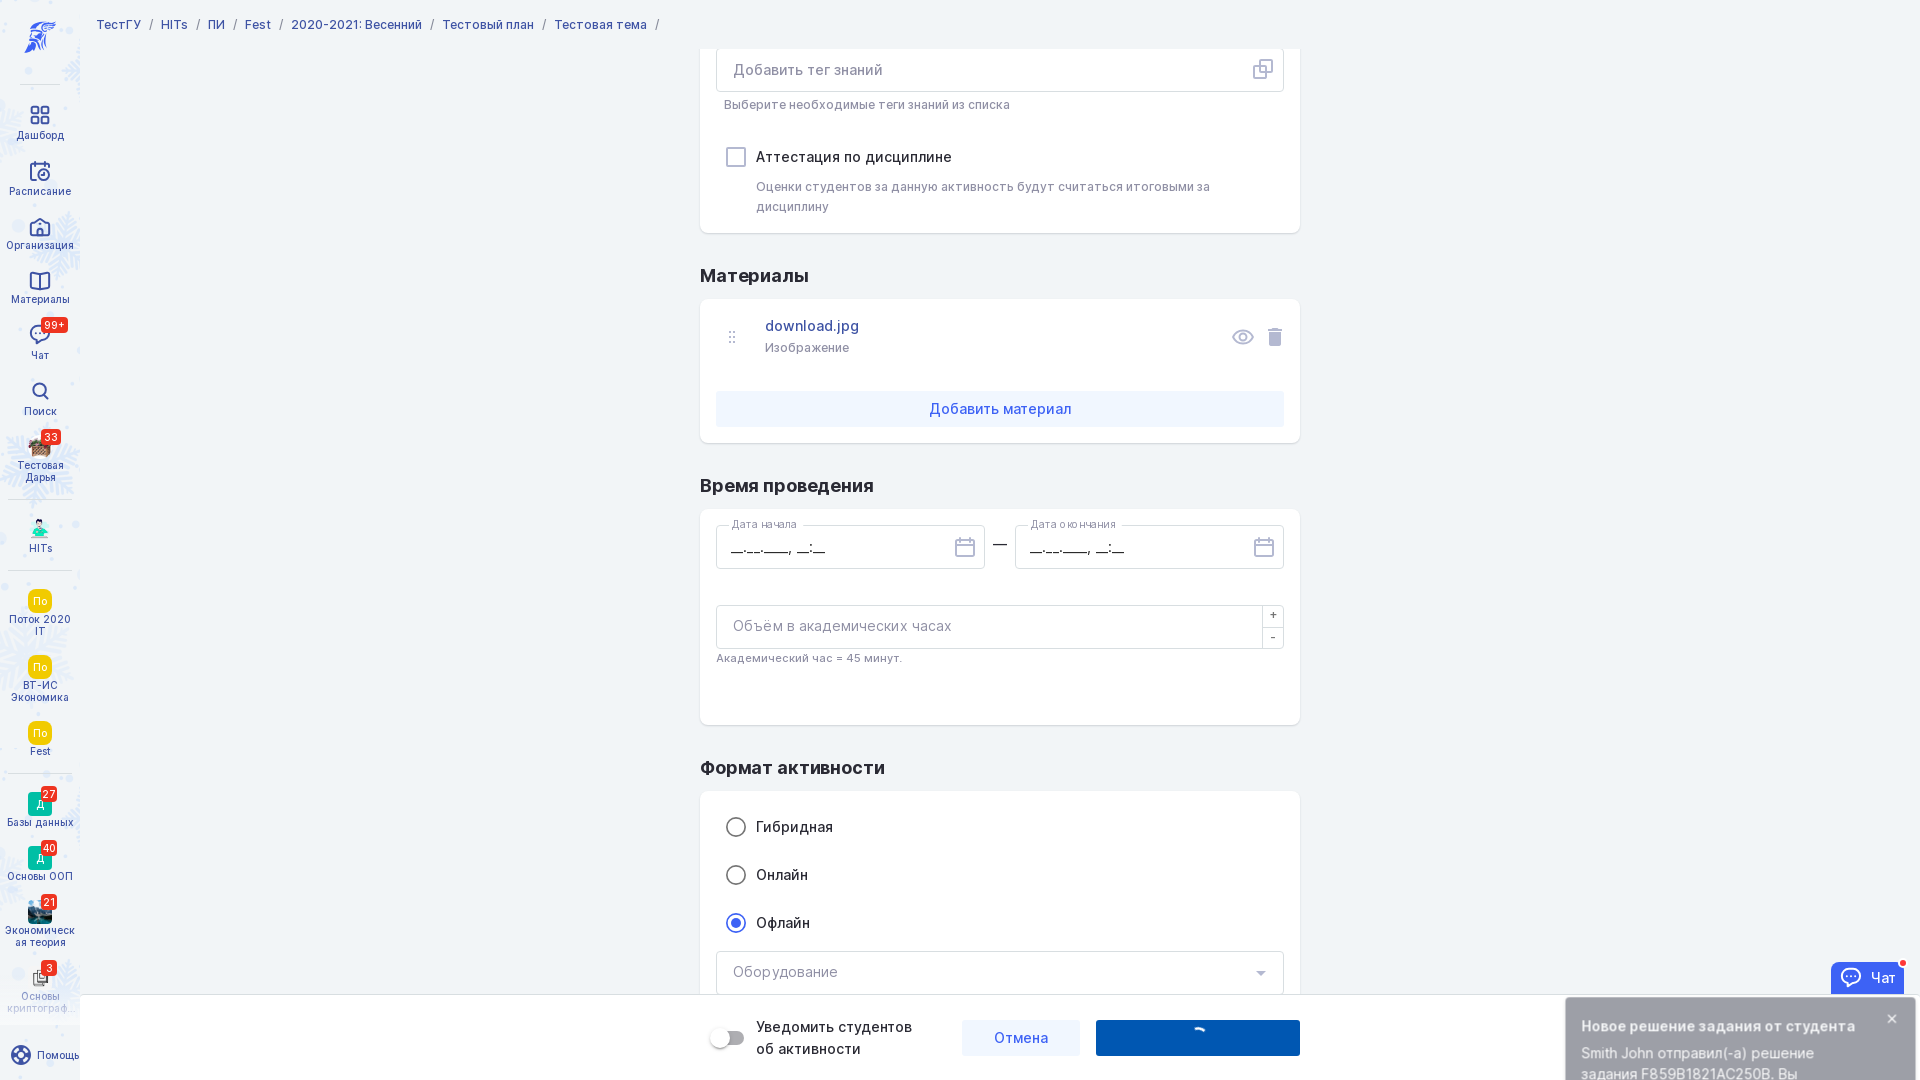 ТестГУ / HITs / ПИ / Fest / 2020-2021: Весенний / Тестовый план / Тестовая тема /
Дашборд
Расписание
Организация
Материалы
99+
Чат
Поиск
33
Тестовая
Дарья
HITs
По
Поток 2020
IT
По
ВТ-ИС
Экономика
По
Fest
27
Д
Базы данных
40
Д
Основы ООП
21
Экономическ
ая теория
3
Основы
криптограф...
Помощь
Добавить тег знаний
Выберите необходимые теги знаний из списка
Аттестация по дисциплине
Оценки студентов за данную активность будут считаться итоговыми за
дисциплину
Материалы
download.jpg
Изображение
Добавить материал
Время проведения
Дата начала
__.__.____, __:__
—
Дата окончания
__.__.____, __:__
Объём в академических часах
+
-
Академический час = 45 минут.
Формат активности
Гибридная
Онлайн
Офлайн
Оборудование
Уведомить студентов
об активности
Отмена
Чат
Новое решение задания от студента
Smith John отправил(-а) решение
задания F859B1821AC250B. Вы